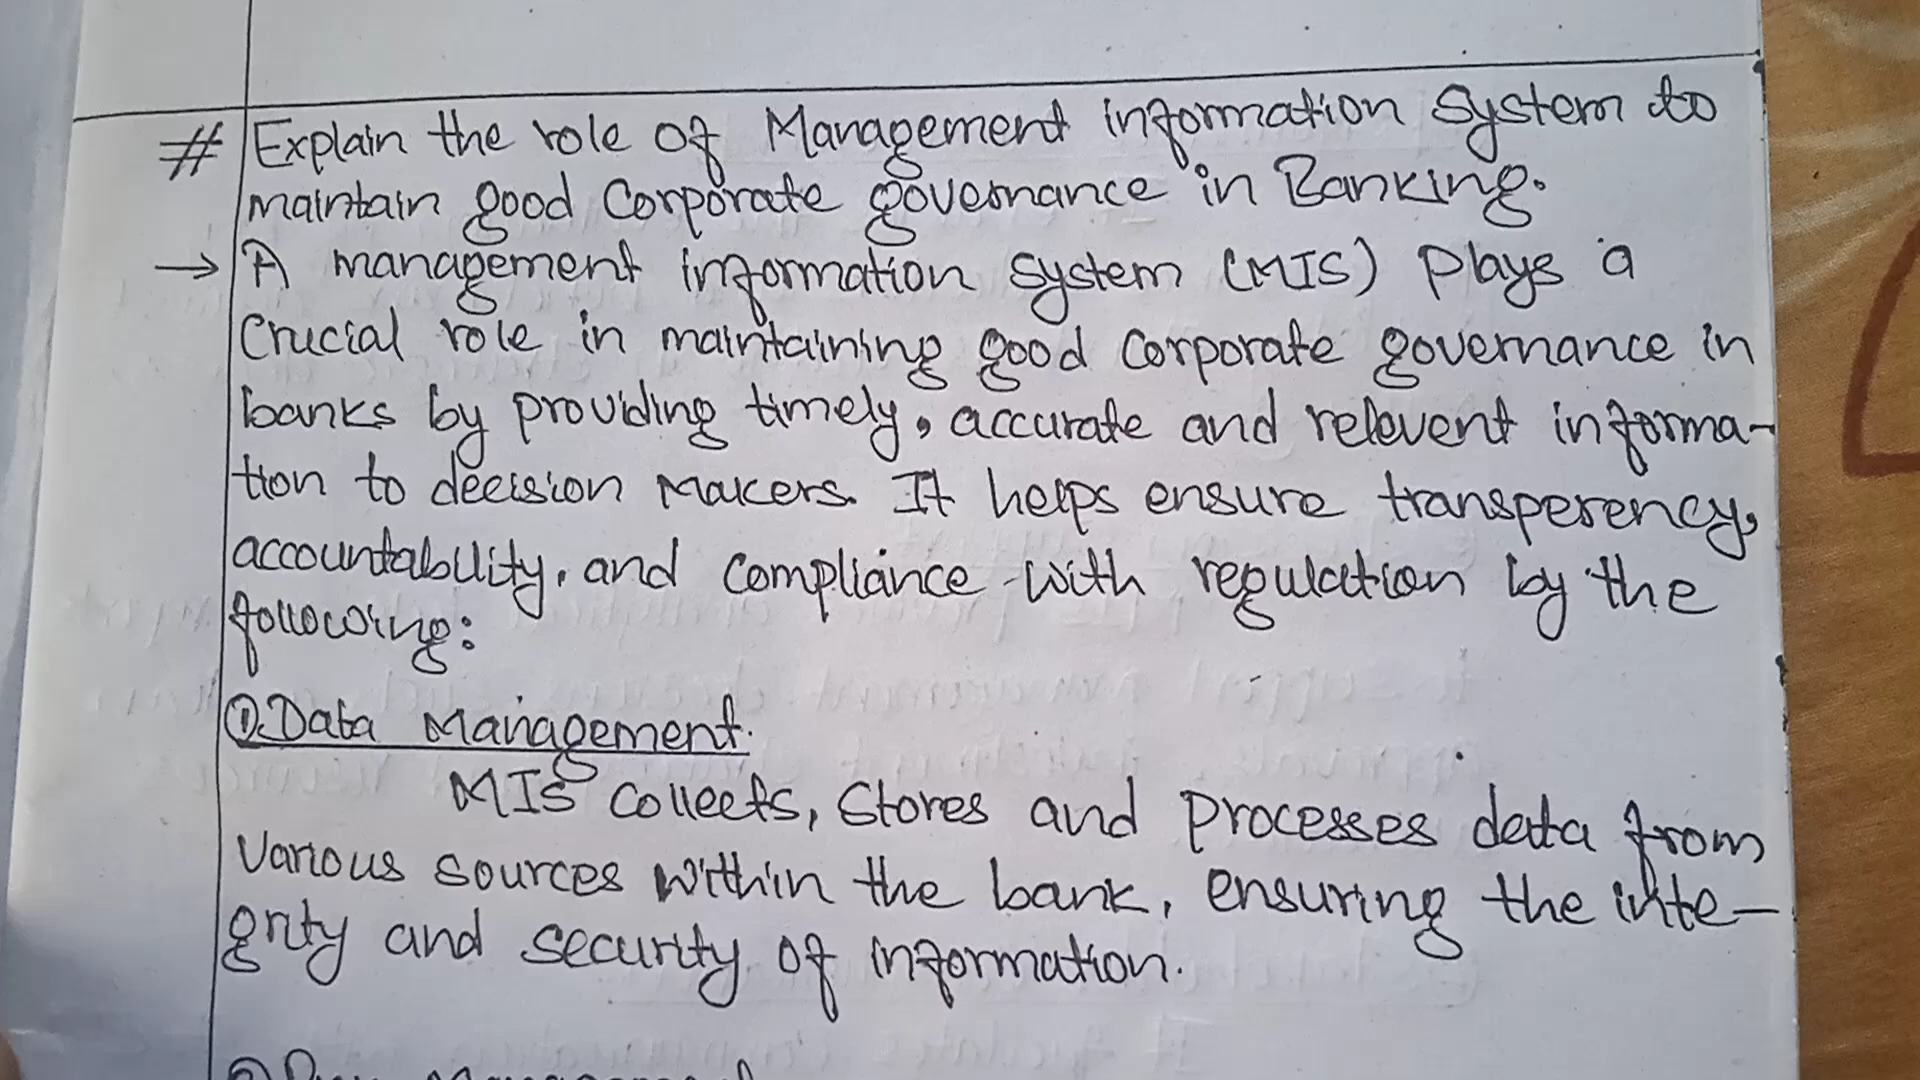 # Explain the role of Management information system to
maintain good corporate governance in Banking.
→ A management information system (MIS) plays a
crucial role in maintaining good corporate governance in
banks by providing timely, accurate and relevent informa-
tion to decision makers. It helps ensure transperency,
accountability, and compliance with regulation by the
following:
①. Data Management.
MIS collects, stores and processes data from
various sources within the bank, ensuring the inte-
grity and security of information.